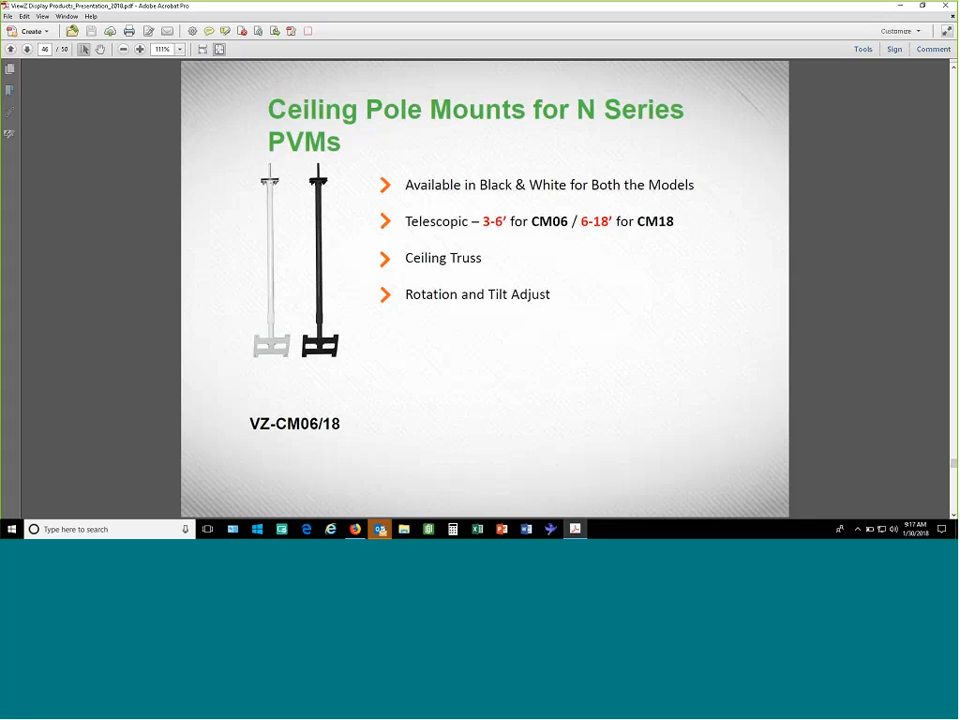 ViewZ Display Products_Presentation_2018.pdf - Adobe Acrobat Pro
File Edit View Window Help
Create Customize
46 / 50 111% Tools Sign Comment
Ceiling Pole Mounts for N Series
PVMs
Available in Black & White for Both the Models
Telescopic – 3-6’ for CM06 / 6-18’ for CM18
Ceiling Truss
Rotation and Tilt Adjust
VZ-CM06/18
Type here to search
9:17 AM
1/30/2018